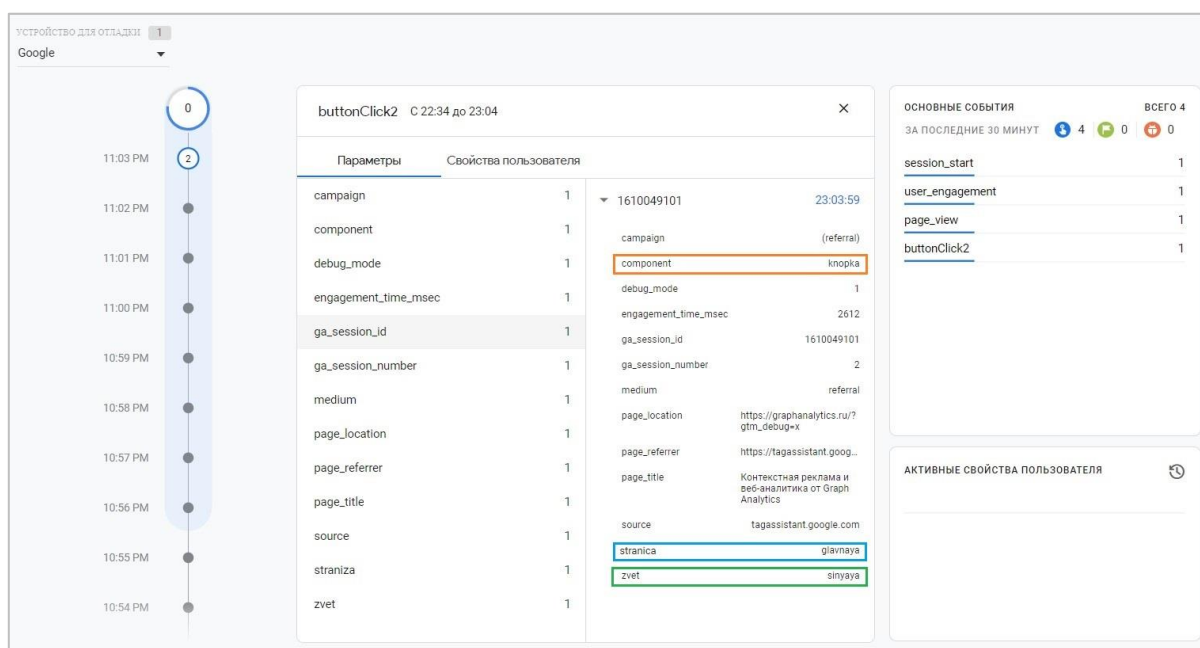 УСТРОЙСТВО ДЛЯ ОТЛАДКИ 1
Google
0
11:03 PM 2
11:02 PM
11:01 PM
11:00 PM
10:59 PM
10:58 PM
10:57 PM
10:56 PM
10:55 PM
10:54 PM
buttonClick2 С 22:34 до 23:04
Параметры Свойства пользователя
campaign 1
component 1
debug_mode 1
engagement_time_msec 1
ga_session_id 1
ga_session_number 1
medium 1
page_location 1
page_referrer 1
page_title 1
source 1
straniza 1
zvet 1
1610049101 23:03:59
campaign (referral)
component knopka
debug_mode 1
engagement_time_msec 2612
ga_session_id 1610049101
ga_session_number 2
medium referral
page_location https://graphanalytics.ru/?
gtm_debug=x
page_referrer https://tagassistant.goog...
page_title Контекстная реклама и
веб-аналитика от Graph
Analytics
source tagassistant.google.com
stranica glavnaya
zvet sinyaya
ОСНОВНЫЕ СОБЫТИЯ ВСЕГО 4
ЗА ПОСЛЕДНИЕ 30 МИНУТ 4 0 0
session_start 1
user_engagement 1
page_view 1
buttonClick2 1
АКТИВНЫЕ СВОЙСТВА ПОЛЬЗОВАТЕЛЯ